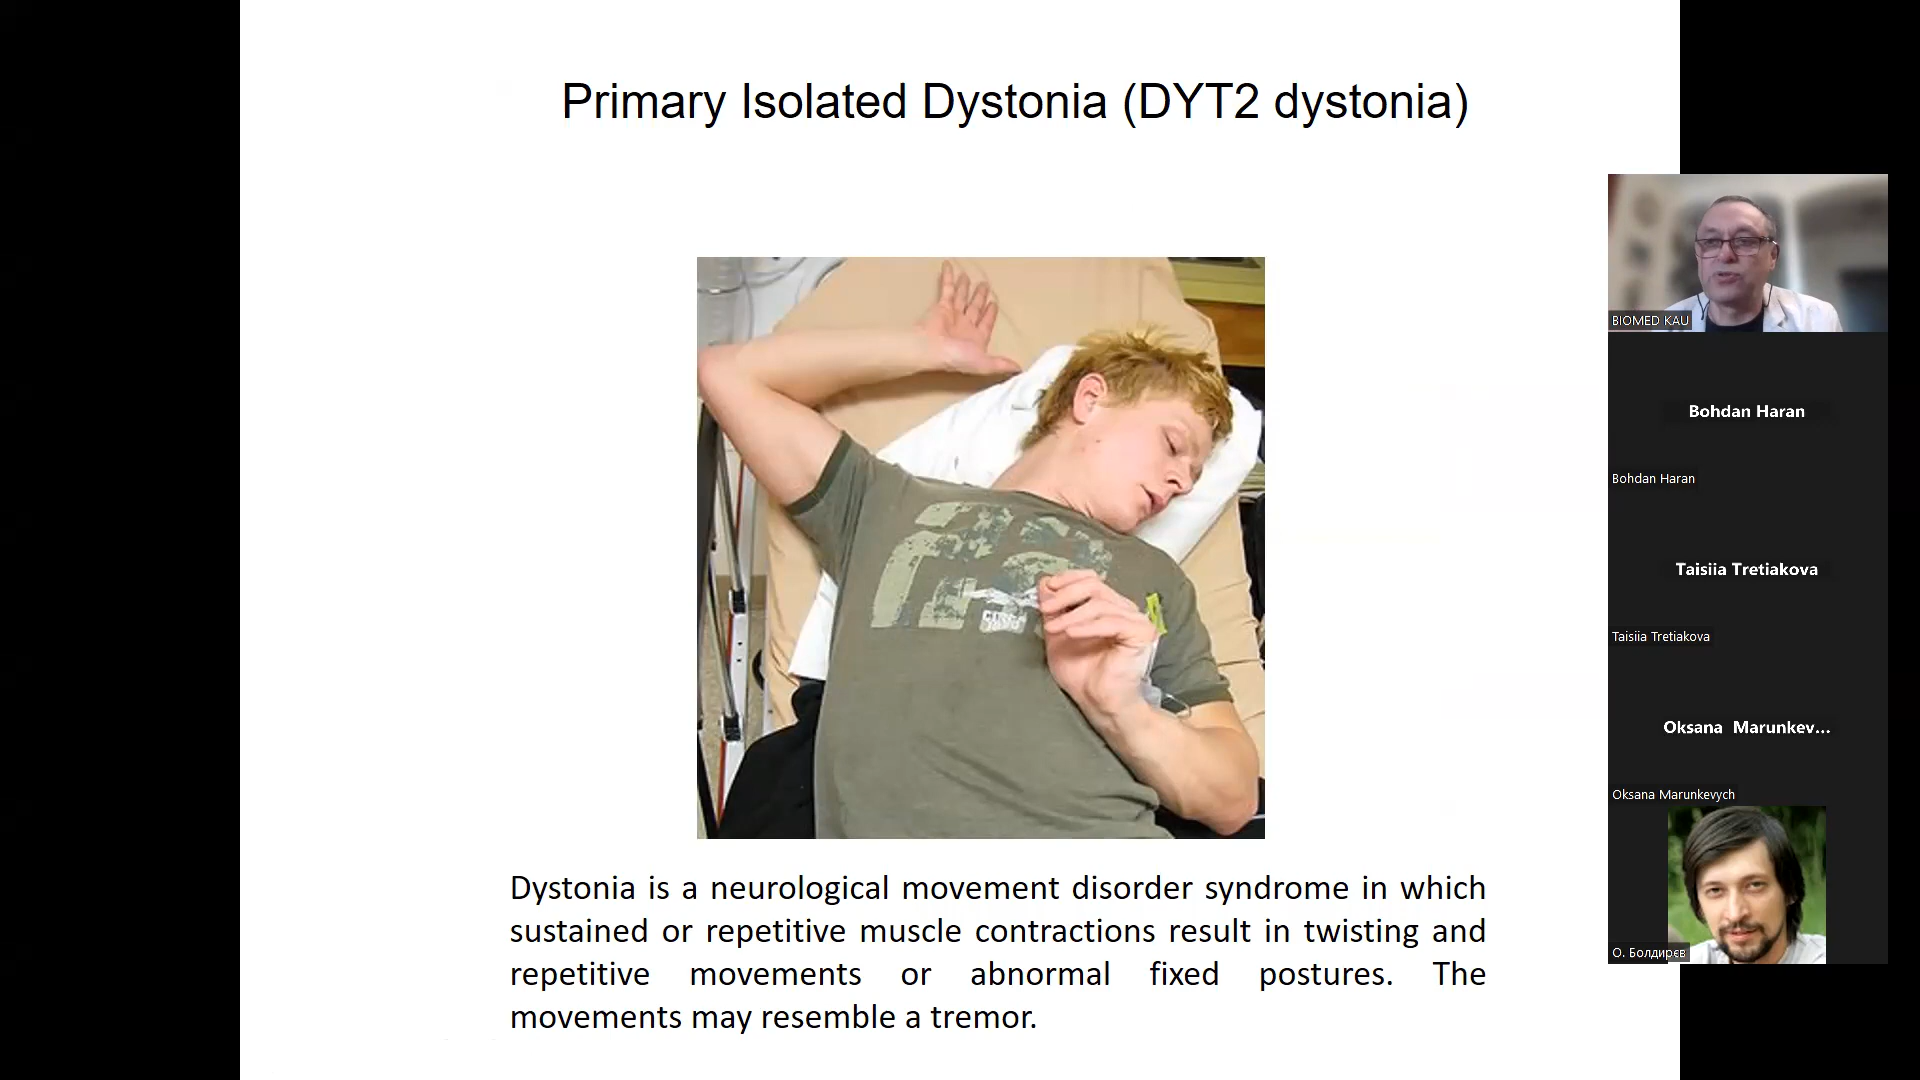 Primary Isolated Dystonia (DYT2 dystonia)
Dystonia is a neurological movement disorder syndrome in which
sustained or repetitive muscle contractions result in twisting and
repetitive movements or abnormal fixed postures. The
movements may resemble a tremor.
BIOMED KAU
Bohdan Haran
Bohdan Haran
Taisiia Tretiakova
Taisiia Tretiakova
Oksana Marunkev...
Oksana Marunkevych
О. Болдирєв